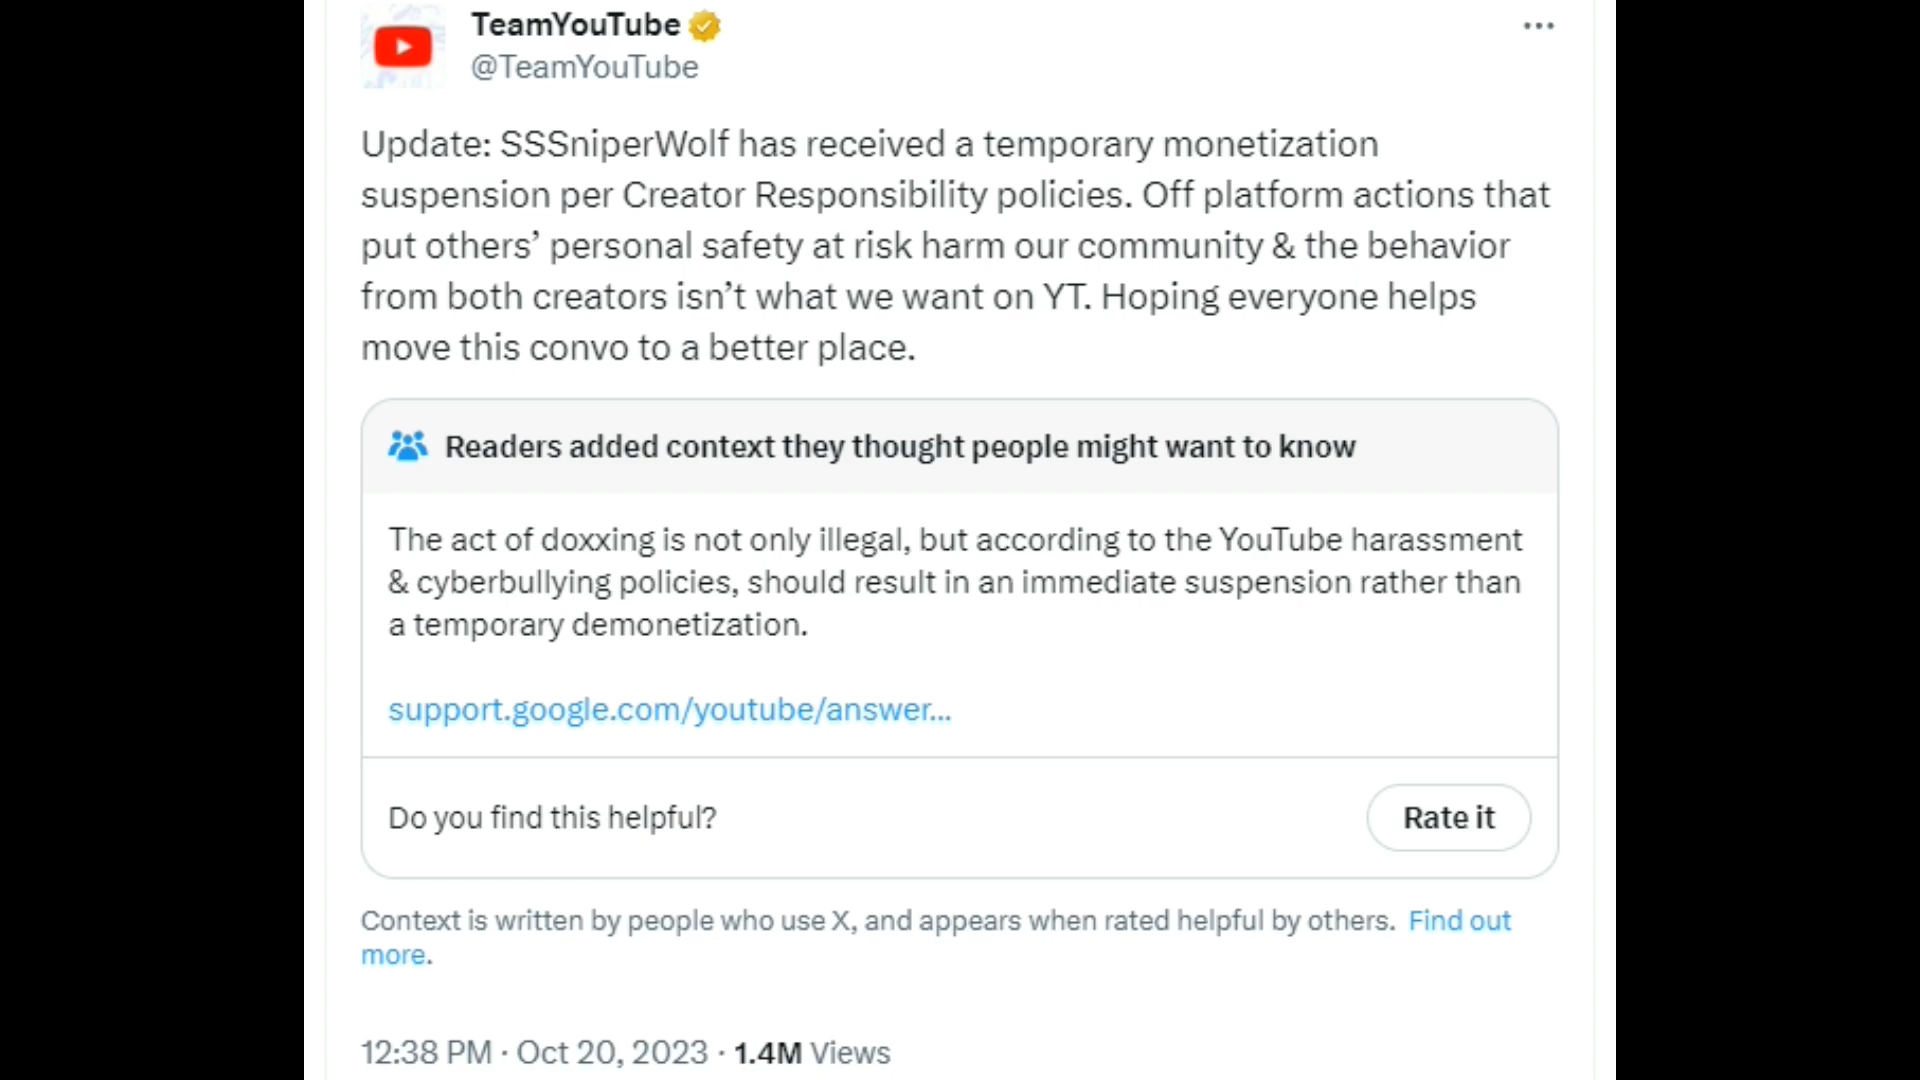 TeamYouTube
@TeamYouTube
Update: SSSniperWolf has received a temporary monetization
suspension per Creator Responsibility policies. Off platform actions that
put others’ personal safety at risk harm our community & the behavior
from both creators isn’t what we want on YT. Hoping everyone helps
move this convo to a better place.
Readers added context they thought people might want to know
The act of doxxing is not only illegal, but according to the YouTube harassment
& cyberbullying policies, should result in an immediate suspension rather than
a temporary demonetization.
support.google.com/youtube/answer...
Do you find this helpful?
Rate it
Context is written by people who use X, and appears when rated helpful by others. Find out
more.
12:38 PM · Oct 20, 2023 · 1.4M Views